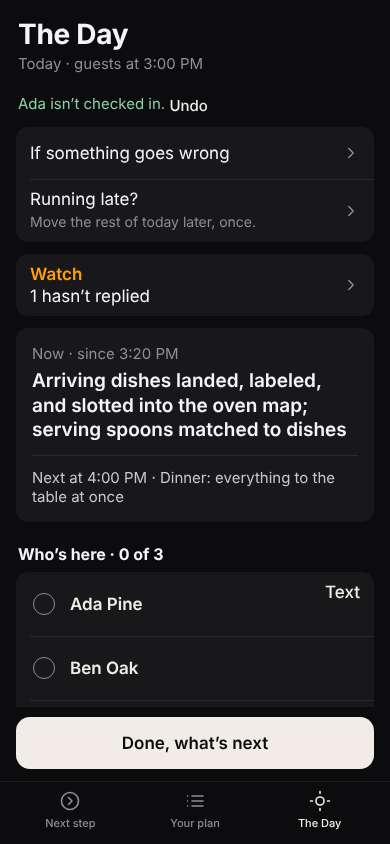 The Day
Today · guests at 3:00 PM
Ada isn’t checked in. Undo
If something goes wrong
Running late?
Move the rest of today later, once.
Watch
1 hasn’t replied
Now · since 3:20 PM
Arriving dishes landed, labeled,
and slotted into the oven map;
serving spoons matched to dishes
Next at 4:00 PM · Dinner: everything to the
table at once
Who’s here · 0 of 3
Ada Pine
Text
Ben Oak
Done, what’s next
Next step
Your plan
The Day